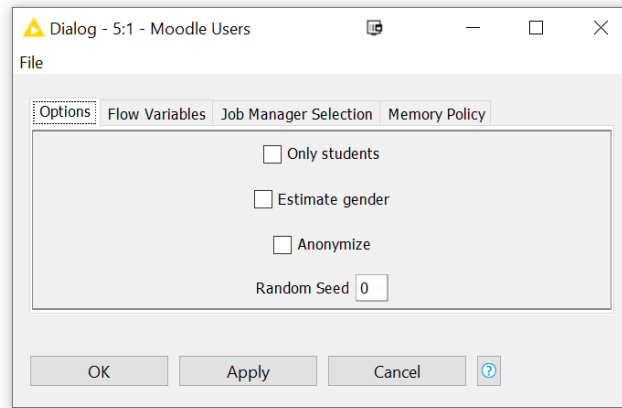 Dialog - 5:1 - Moodle Users
File
Options Flow Variables Job Manager Selection Memory Policy
Only students
Estimate gender
Anonymize
Random Seed 0
OK Apply Cancel ?